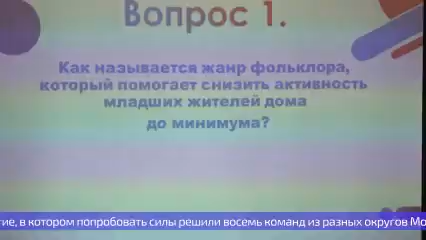 Вопрос 1.
Как называется жанр фольклора,
который помогает снизить активность
младших жителей дома
до минимума?
тие, в котором попробовать силы решили восемь команд из разных округов Мо